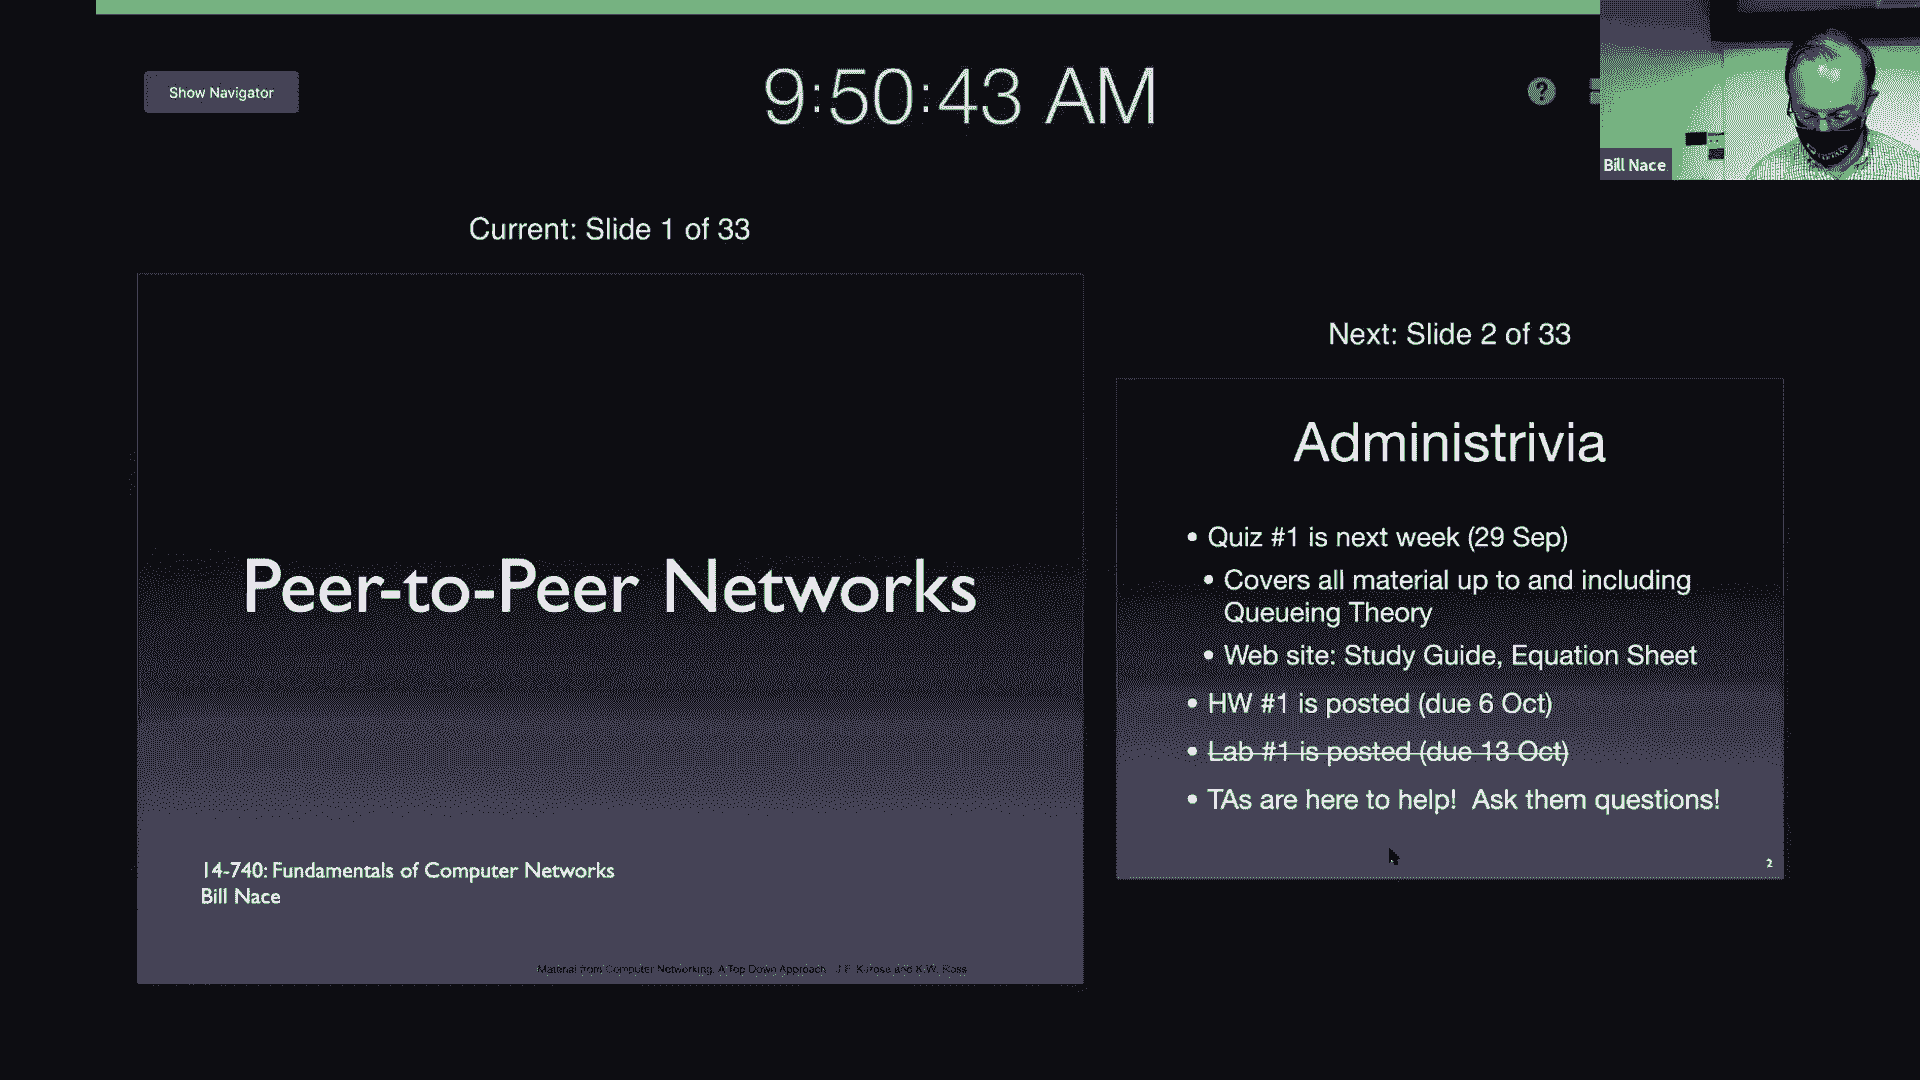 Show Navigator
9:50:43 AM
Bill Nace
Current: Slide 1 of 33
Next: Slide 2 of 33
Peer-to-Peer Networks
14-740: Fundamentals of Computer Networks
Bill Nace
Material from Computer Networking, A Top Down Approach J.F. Kurose and K.W. Ross
Administrivia
• Quiz #1 is next week (29 Sep)
• Covers all material up to and including
Queueing Theory
• Web site: Study Guide, Equation Sheet
• HW #1 is posted (due 6 Oct)
• Lab #1 is posted (due 13 Oct)
• TAs are here to help! Ask them questions!
2